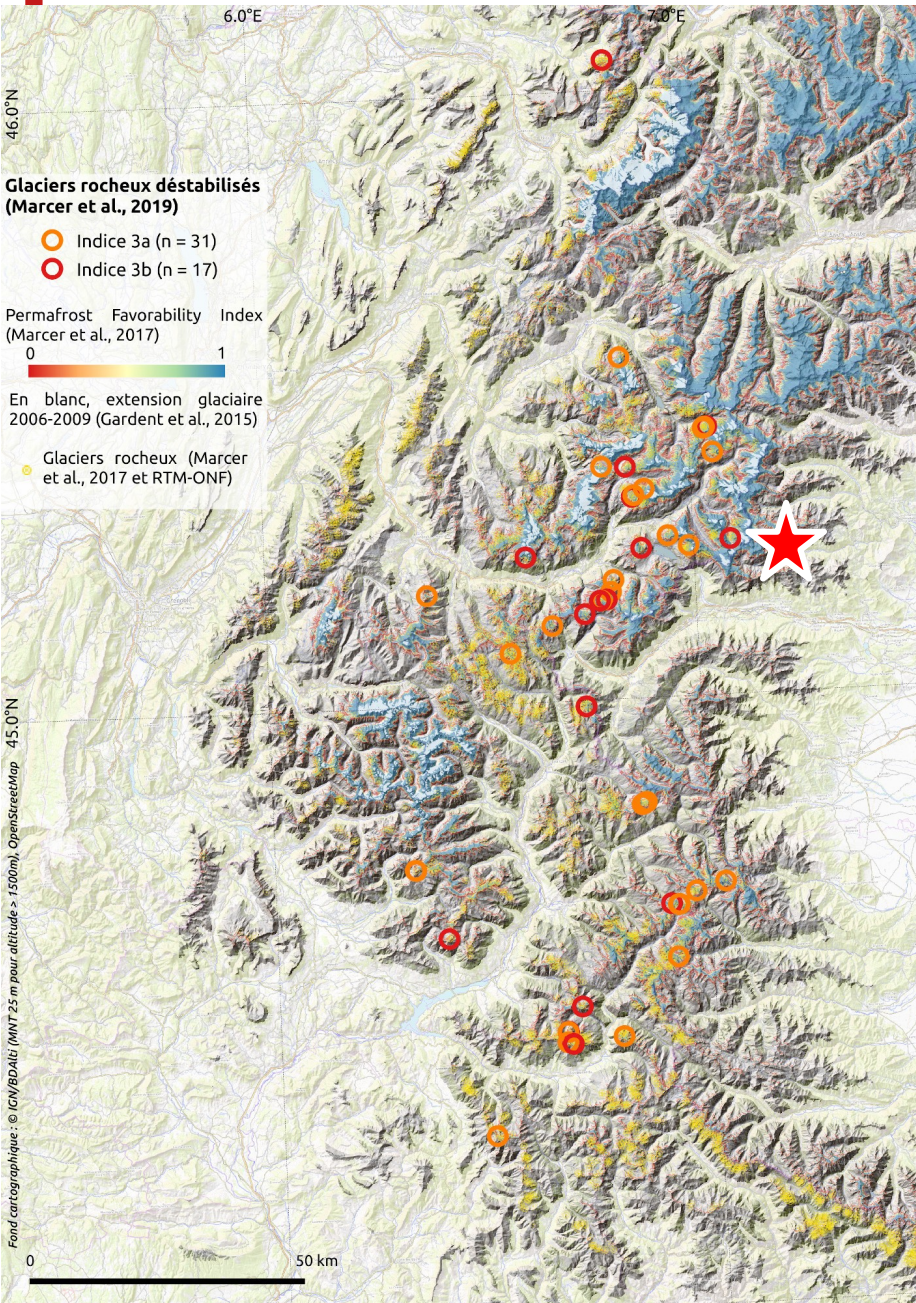 6.0°E
7.0°E
46.0°N
Glaciers rocheux déstabilisés
(Marcer et al., 2019)
Indice 3a (n = 31)
Indice 3b (n = 17)
Permafrost Favorability Index
(Marcer et al., 2017)
0 1
En blanc, extension glaciaire
2006-2009 (Gardent et al., 2015)
Glaciers rocheux (Marcer
et al., 2017 et RTM-ONF)
45.0°N
Fond cartographique : © IGN/BDAlti (MNT 25 m pour altitude > 1500m), OpenStreetMap
0 50 km